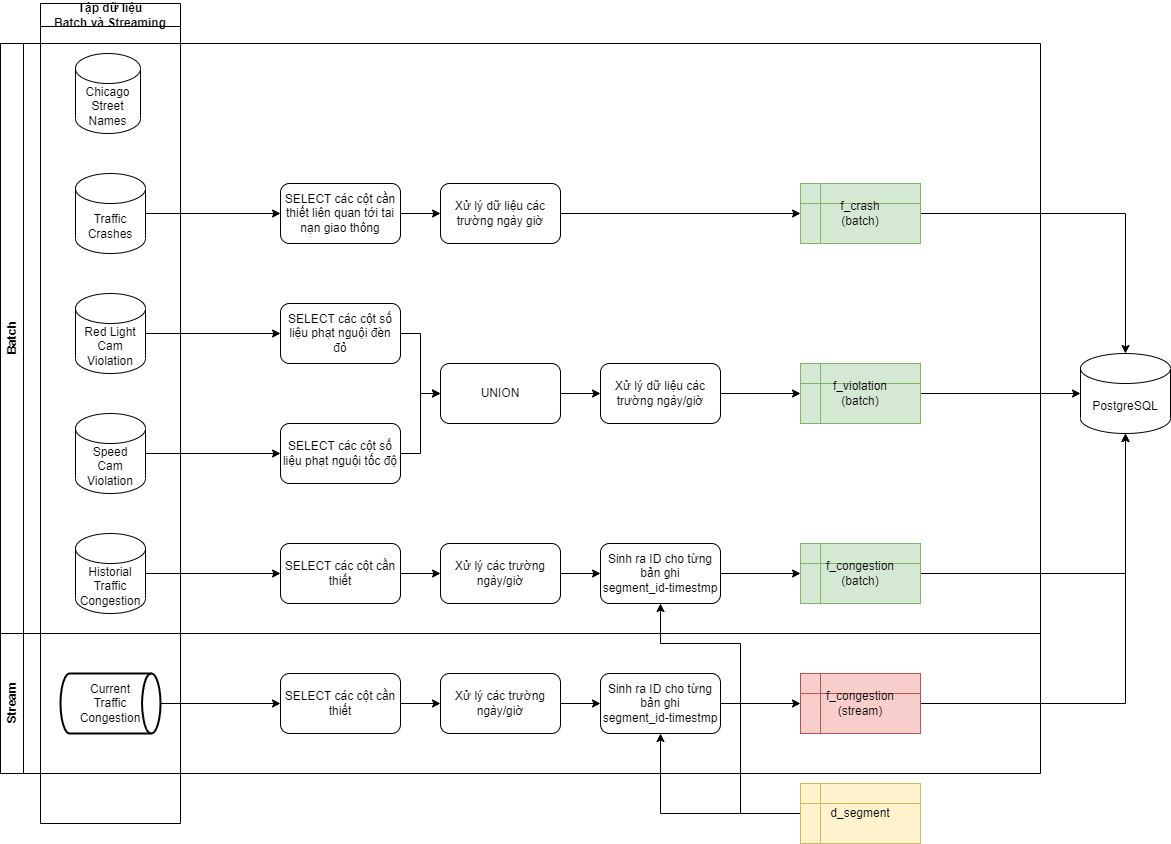 Tập dữ liệu
Batch và Streaming
Batch
Chicago
Street
Names
Traffic
Crashes
SELECT các cột cần
thiết liên quan tới tai
nạn giao thông
Xử lý dữ liệu các
trường ngày giờ
f_crash
(batch)
Red Light
Cam
Violation
SELECT các cột số
liệu phạt nguội đèn
đỏ
UNION
Xử lý dữ liệu các
trường ngày/giờ
f_violation
(batch)
PostgreSQL
Speed
Cam
Violation
SELECT các cột số
liệu phạt nguội tốc độ
Historial
Traffic
Congestion
SELECT các cột cần
thiết
Xử lý các trường
ngày/giờ
Sinh ra ID cho từng
bản ghi
segment_id-timestmp
f_congestion
(batch)
Stream
Current
Traffic
Congestion
SELECT các cột cần
thiết
Xử lý các trường
ngày/giờ
Sinh ra ID cho từng
bản ghi
segment_id-timestmp
f_congestion
(stream)
d_segment